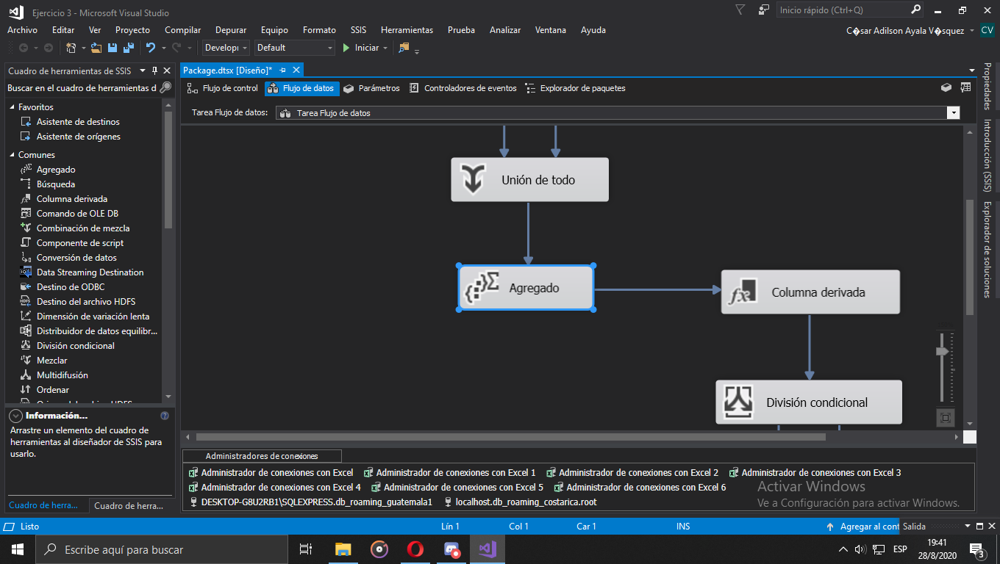 Ejercicio 3 - Microsoft Visual Studio
Inicio rápido (Ctrl+Q)
Archivo Editar Ver Proyecto Compilar Depurar Equipo Formato SSIS Herramientas Prueba Analizar Ventana Ayuda
C�sar Adilson Ayala V�squez CV
Develop Default Iniciar
Cuadro de herramientas de SSIS
Buscar en el cuadro de herramientas d
Favoritos
Asistente de destinos
Asistente de orígenes
Comunes
Agregado
Búsqueda
Columna derivada
Comando de OLE DB
Combinación de mezcla
Componente de script
Conversión de datos
Data Streaming Destination
Destino de ODBC
Destino del archivo HDFS
Dimensión de variación lenta
Distribuidor de datos equilibr...
División condicional
Mezclar
Multidifusión
Ordenar
Información...
Arrastre un elemento del cuadro de
herramientas al diseñador de SSIS para
usarlo.
Cuadro de herra... Cuadro de herra...
Package.dtsx [Diseño]*
Flujo de control Flujo de datos Parámetros Controladores de eventos Explorador de paquetes
Tarea Flujo de datos: Tarea Flujo de datos
Unión de todo
Agregado
Columna derivada
División condicional
Administradores de conexiones
Administrador de conexiones con Excel Administrador de conexiones con Excel 1 Administrador de conexiones con Excel 2 Administrador de conexiones con Excel 3
Administrador de conexiones con Excel 4 Administrador de conexiones con Excel 5 Administrador de conexiones con Excel 6
DESKTOP-G8U2RB1\SQLEXPRESS.db_roaming_guatemala1 localhost.db_roaming_costarica.root
Activar Windows
Ve a Configuración para activar Windows.
Propiedades
Introducción (SSIS)
Explorador de soluciones
Listo Lín 1 Col 1 Car 1 INS Agregar al cont Salida
Escribe aquí para buscar
ESP
19:41
28/8/2020
3